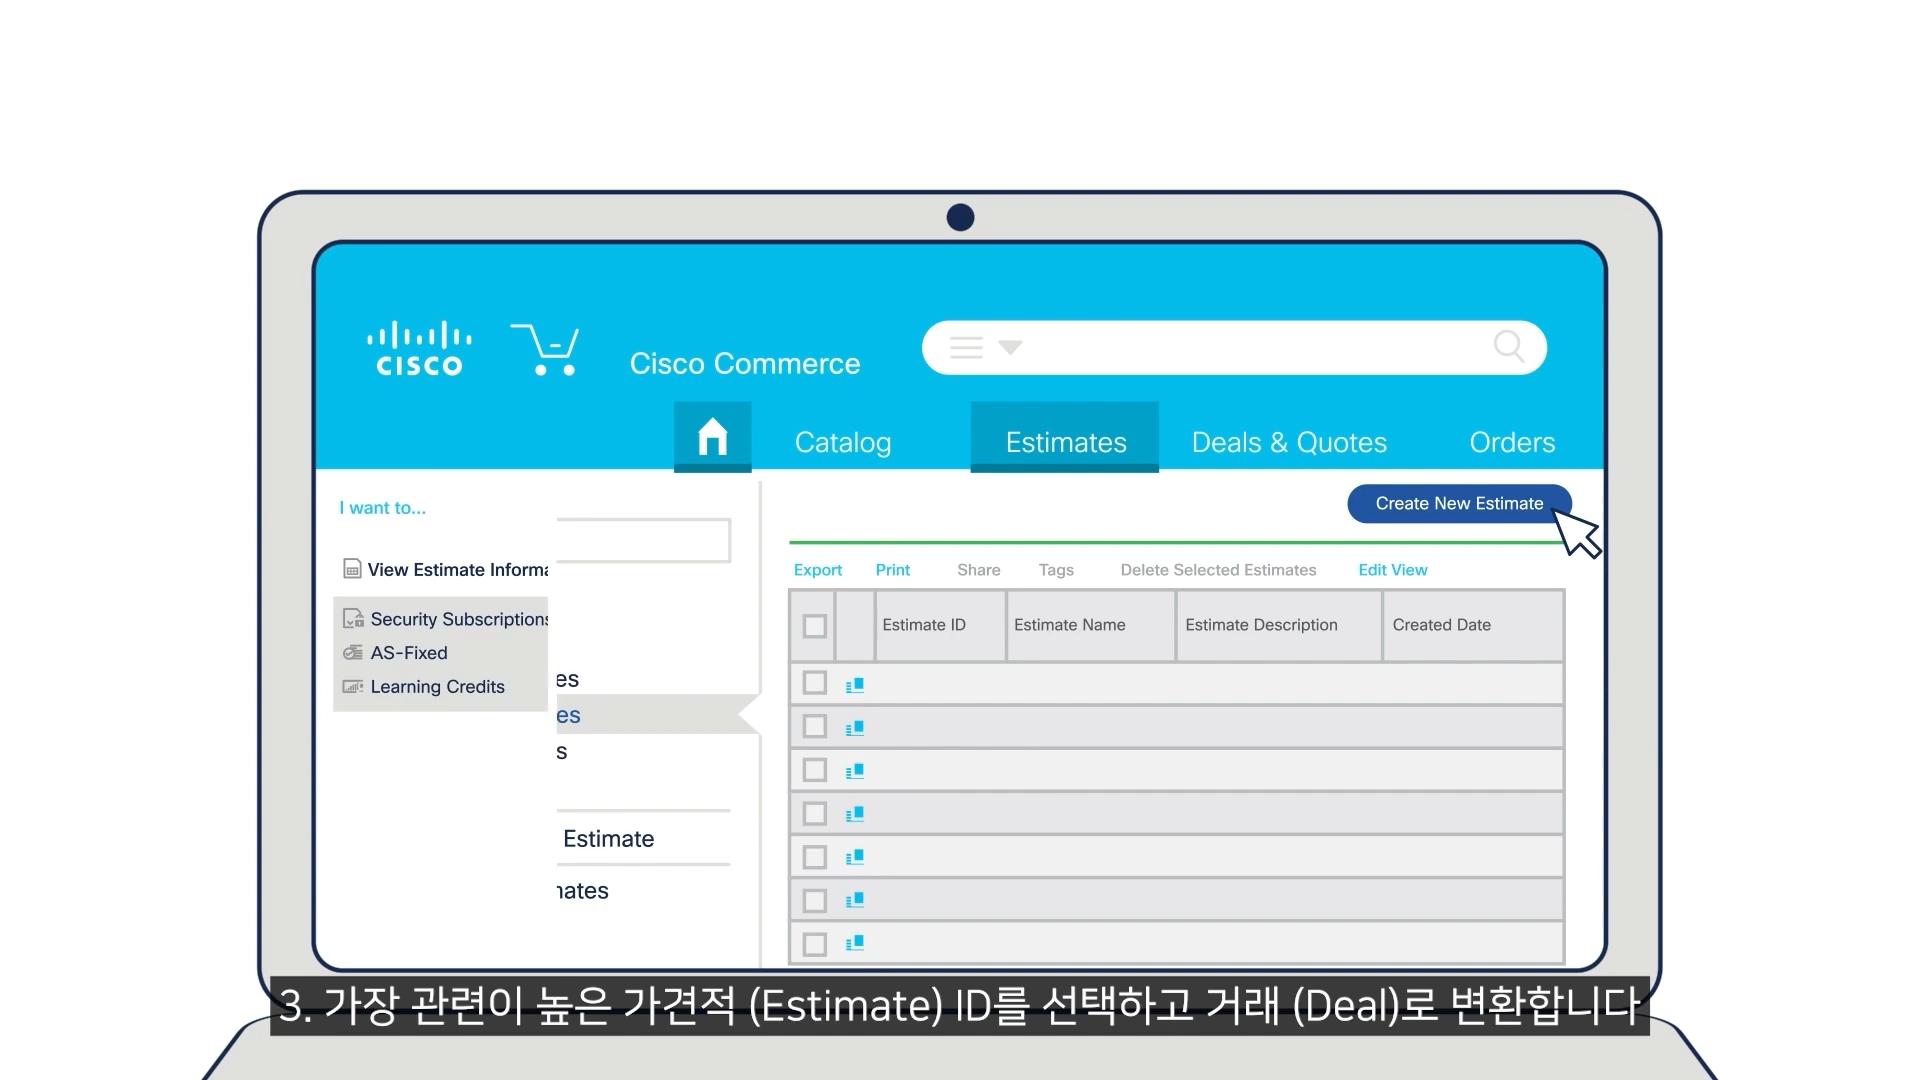 CISCO
Cisco Commerce
Catalog
Estimates
Deals & Quotes
Orders
I want to...
View Estimate Informa
Security Subscriptions
AS-Fixed
Learning Credits
es
es
s
Estimate
nates
Create New Estimate
Export Print Share Tags Delete Selected Estimates Edit View
Estimate ID Estimate Name Estimate Description Created Date
3. 가장 관련이 높은 가견적 (Estimate) ID를 선택하고 거래 (Deal)로 변환합니다